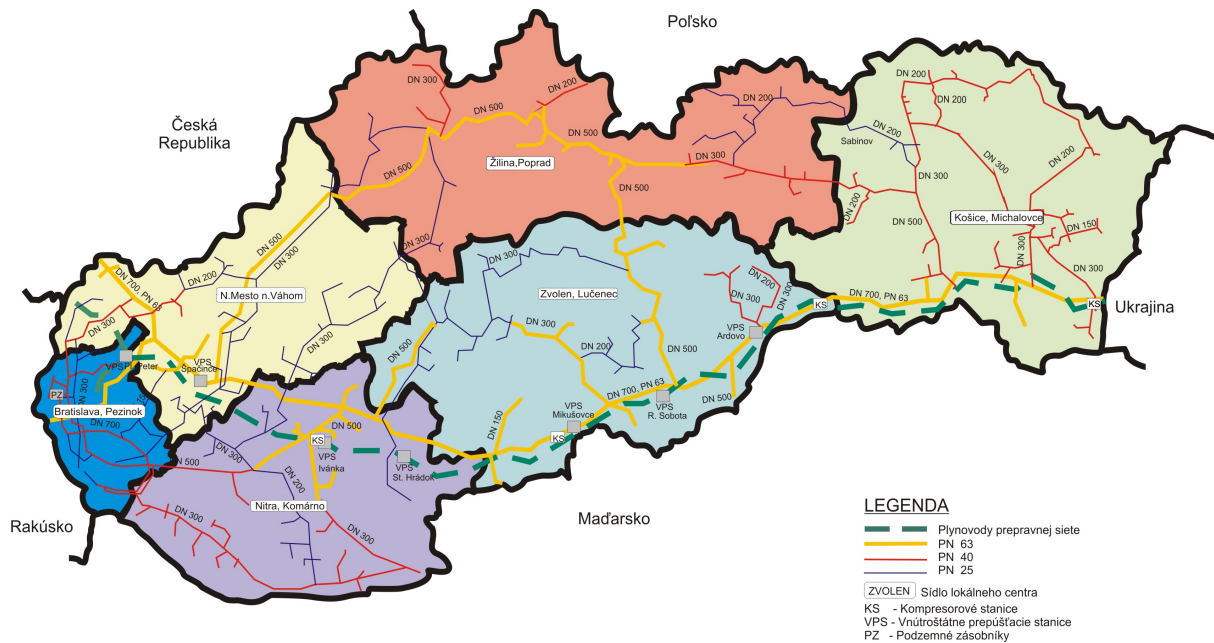 Poľsko
Česká
Republika
DN 300
DN 200
DN 500
DN 500
Žilina,Poprad
DN 500
DN 500
DN 300
DN 200
DN 200
DN 500
DN 200
DN 200
DN 200
Sabinov
DN 300
DN 300
DN 200
DN 500
Košice, Michalovce
DN 150
DN 300
DN 300
DN 700, PN 63
KS
KS
Ukrajina
DN 500
DN 300
DN 200
DN 700, PN 63
N.Mesto n.Váhom
DN 300
DN 300
DN 300
VPS
Špačince
DN 300
Zvolen, Lučenec
DN 200
DN 300
DN 300
VPS
Ardovo
DN 300
DN 200
DN 500
DN 500
DN 700, PN 63
DN 500
VPS
R. Sobota
VPS
Mikušovce
KS
DN 150
PZ
DN 300
Bratislava, Pezinok
DN 700
DN 500
DN 300
DN 500
KS
VPS
Ivánka
VPS
St. Hrádok
DN 200
Nitra, Komárno
DN 300
DN 300
Rakúsko
Maďarsko
LEGENDA
Plynovody prepravnej siete
PN 63
PN 40
PN 25
ZVOLEN Sídlo lokálneho centra
KS - Kompresorové stanice
VPS - Vnútroštátne prepúšťacie stanice
PZ - Podzemné zásobníky